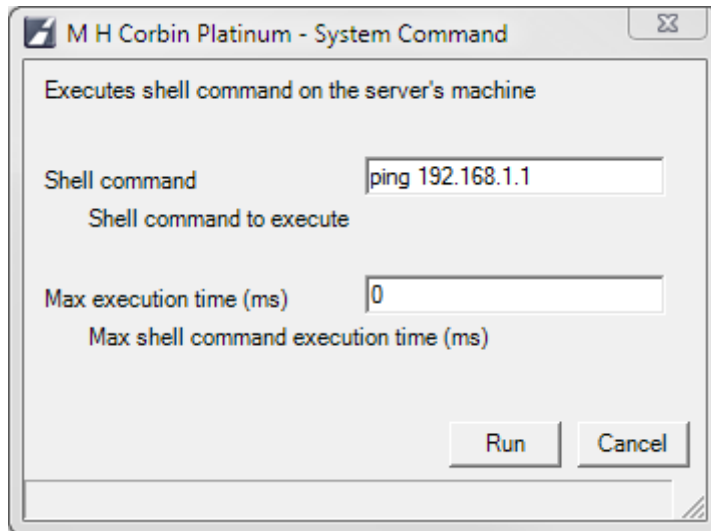 M H Corbin Platinum - System Command
Executes shell command on the server's machine
Shell command ping 192.168.1.1
Shell command to execute
Max execution time (ms) 0
Max shell command execution time (ms)
Run Cancel